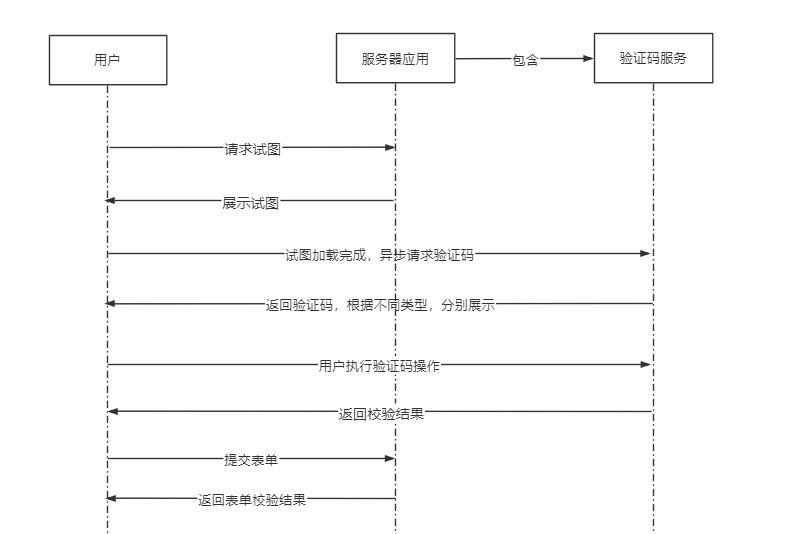 用户
服务器应用
包含
验证码服务
请求试图
展示试图
试图加载完成，异步请求验证码
返回验证码，根据不同类型，分别展示
用户执行验证码操作
返回校验结果
提交表单
返回表单校验结果